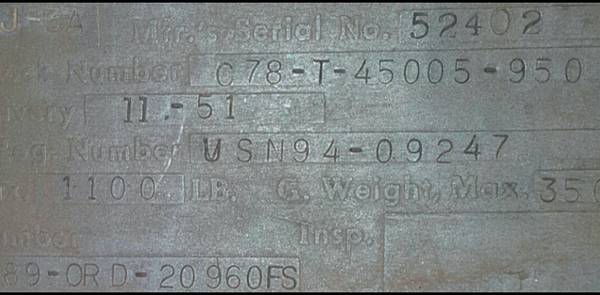 J-3A Mfr.'s Serial No. 52402
Number C78-T-45005-950
11-51
Reg. Number USN94-09247
1100 LB. G. Weight, Max. 350
Insp.
89-ORD-20960FS